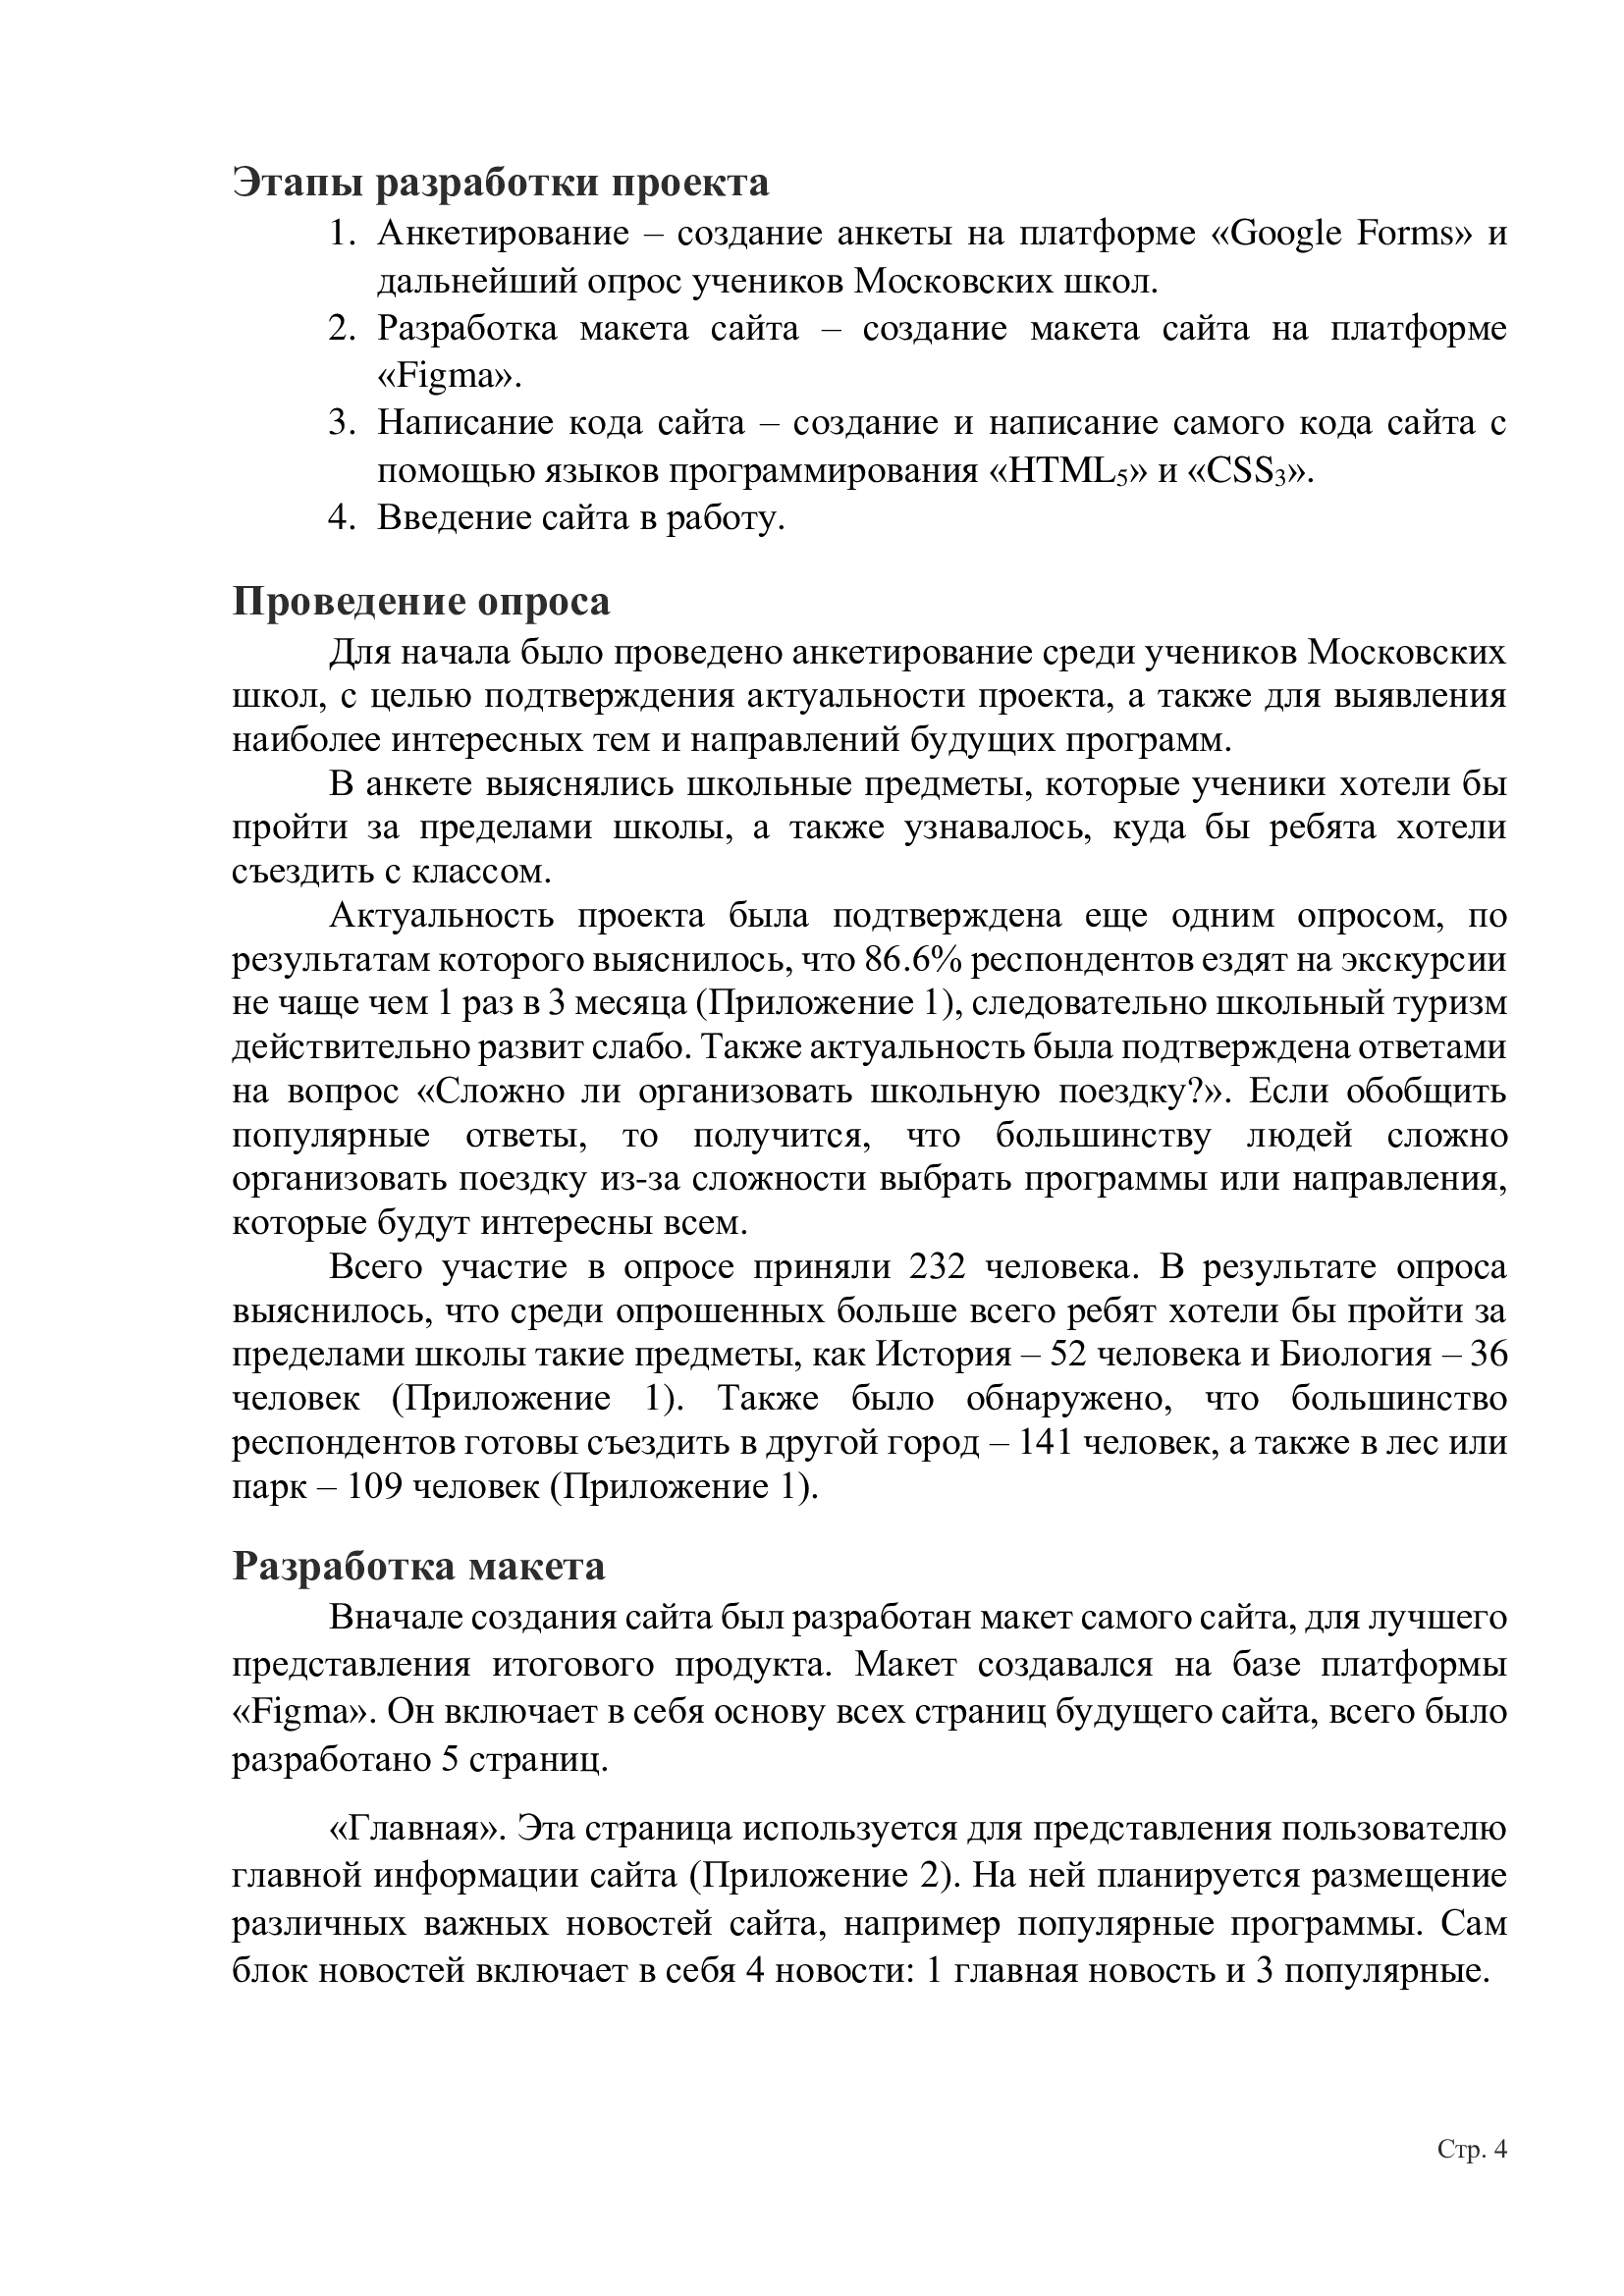 Этапы разработки проекта
1. Анкетирование – создание анкеты на платформе «Google Forms» и
дальнейший опрос учеников Московских школ.
2. Разработка макета сайта – создание макета сайта на платформе
«Figma».
3. Написание кода сайта – создание и написание самого кода сайта с
помощью языков программирования «HTML₅» и «CSS₃».
4. Введение сайта в работу.
Проведение опроса
Для начала было проведено анкетирование среди учеников Московских
школ, с целью подтверждения актуальности проекта, а также для выявления
наиболее интересных тем и направлений будущих программ.
В анкете выяснялись школьные предметы, которые ученики хотели бы
пройти за пределами школы, а также узнавалось, куда бы ребята хотели
съездить с классом.
Актуальность проекта была подтверждена еще одним опросом, по
результатам которого выяснилось, что 86.6% респондентов ездят на экскурсии
не чаще чем 1 раз в 3 месяца (Приложение 1), следовательно школьный туризм
действительно развит слабо. Также актуальность была подтверждена ответами
на вопрос «Сложно ли организовать школьную поездку?». Если обобщить
популярные ответы, то получится, что большинству людей сложно
организовать поездку из-за сложности выбрать программы или направления,
которые будут интересны всем.
Всего участие в опросе приняли 232 человека. В результате опроса
выяснилось, что среди опрошенных больше всего ребят хотели бы пройти за
пределами школы такие предметы, как История – 52 человека и Биология – 36
человек (Приложение 1). Также было обнаружено, что большинство
респондентов готовы съездить в другой город – 141 человек, а также в лес или
парк – 109 человек (Приложение 1).
Разработка макета
Вначале создания сайта был разработан макет самого сайта, для лучшего
представления итогового продукта. Макет создавался на базе платформы
«Figma». Он включает в себя основу всех страниц будущего сайта, всего было
разработано 5 страниц.
«Главная». Эта страница используется для представления пользователю
главной информации сайта (Приложение 2). На ней планируется размещение
различных важных новостей сайта, например популярные программы. Сам
блок новостей включает в себя 4 новости: 1 главная новость и 3 популярные.
Стр. 4